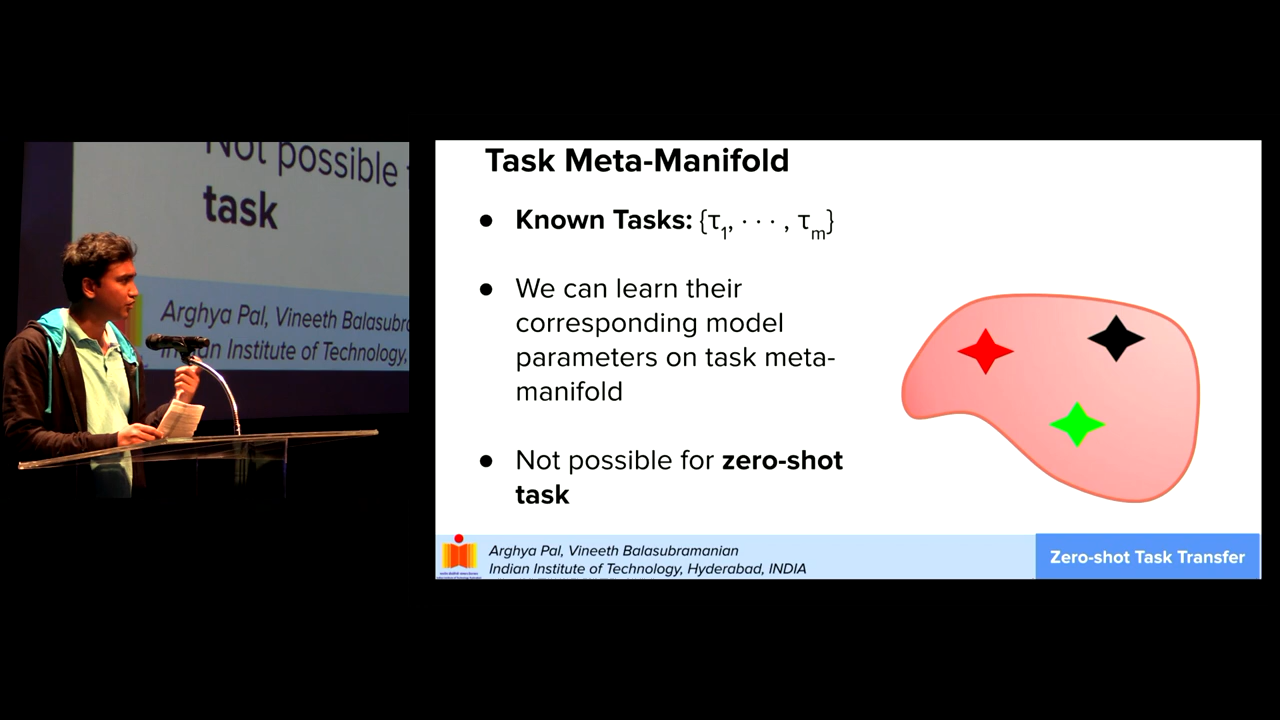 Not possible
task
Arghya Pal, Vineeth
Indian Institute of Technology,
Task Meta-Manifold
● Known Tasks: {τ1, · · · , τm}
● We can learn their
corresponding model
parameters on task meta-
manifold
● Not possible for zero-shot
task
Arghya Pal, Vineeth Balasubramanian
Indian Institute of Technology, Hyderabad, INDIA
Zero-shot Task Transfer